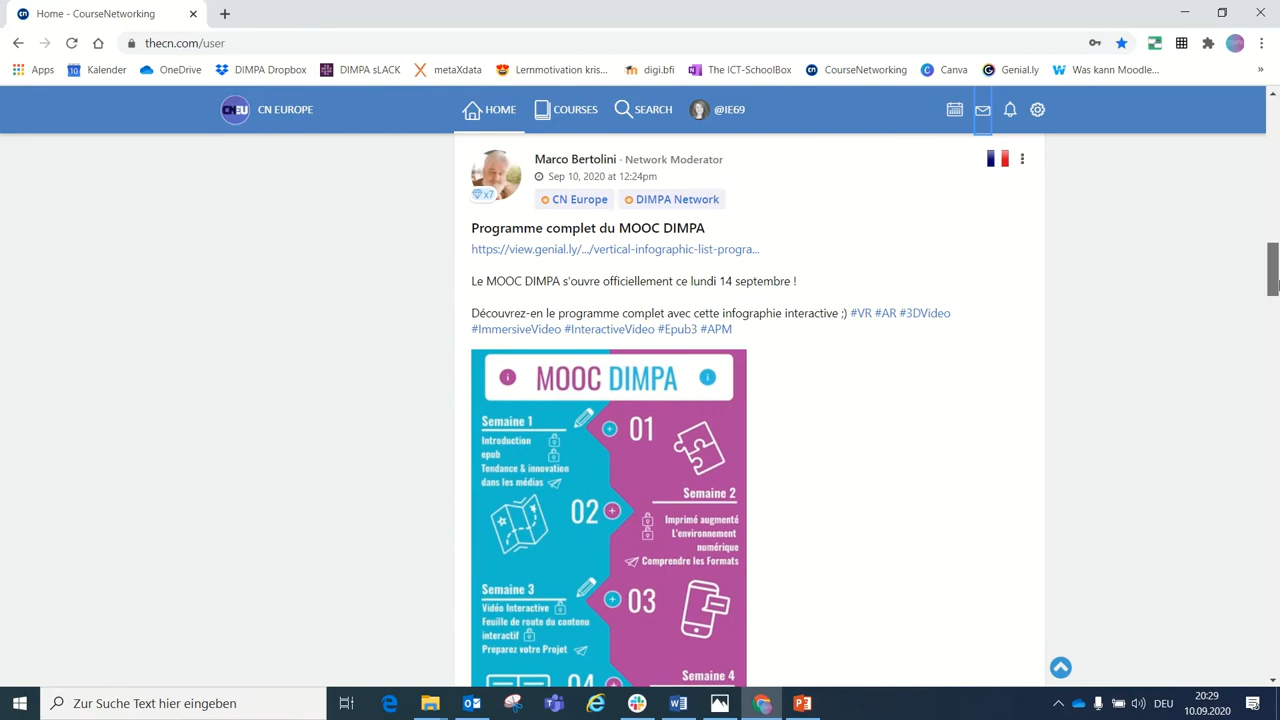 Home - CourseNetworking
thecn.com/user
Apps
10
Kalender
OneDrive
DIMPA Dropbox
DIMPA sLACK
metaXdata
Lernmotivation kris...
digi.bfi
The ICT-SchoolBox
CourseNetworking
Canva
Genial.ly
Was kann Moodle...
»
CNEU
CN EUROPE
HOME
COURSES
SEARCH
@IE69
Marco Bertolini · Network Moderator
Sep 10, 2020 at 12:24pm
x7
CN Europe
DIMPA Network
Programme complet du MOOC DIMPA
https://view.genial.ly/.../vertical-infographic-list-progra...
Le MOOC DIMPA s'ouvre officiellement ce lundi 14 septembre !
Découvrez-en le programme complet avec cette infographie interactive ;) #VR #AR #3DVideo
#ImmersiveVideo #InteractiveVideo #Epub3 #APM
MOOC DIMPA
Semaine 1
Introduction
epub
Tendance & innovation
dans les médias
01
02
Semaine 2
Imprimé augmenté
L'environnement
numérique
Comprendre les Formats
Semaine 3
Vidéo Interactive
Feuille de route du contenu
interactif
Preparez votre Projet
03
Semaine 4
04
Zur Suche Text hier eingeben
DEU
20:29
10.09.2020